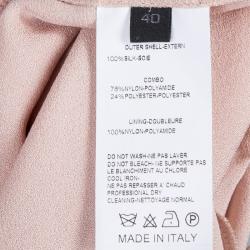 40
OUTER SHELL-EXTERN
100%SILK-SOIE
COMBO
76%NYLON-POLYAMIDE
24%POLYESTER-POLYESTER
LINING-DOUBLEURE
100%NYLON-POLYAMIDE
DO NOT WASH-NE PAS LAVER
DO NOT BLEACH-NE SUPPORTE PAS
LE BLANCHIMENT AU CHLORE
COOL IRON-
NE PAS REPASSER A' CHAUD
PROFESSIONAL DRY
CLEAN-NETTOYAGE A SEC
MADE IN ITALY